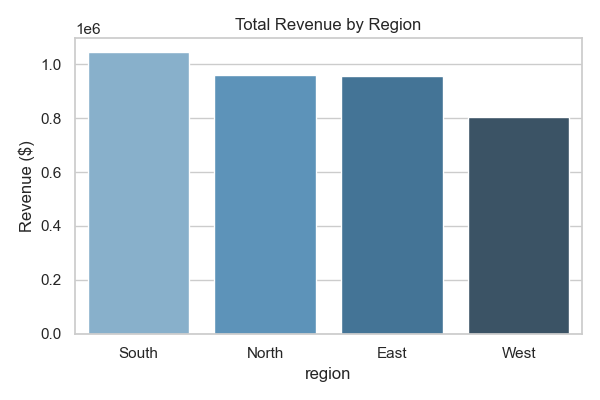 Total Revenue by Region
1e6
1.0
0.8
0.6
0.4
0.2
0.0
Revenue ($)
South North East West
region